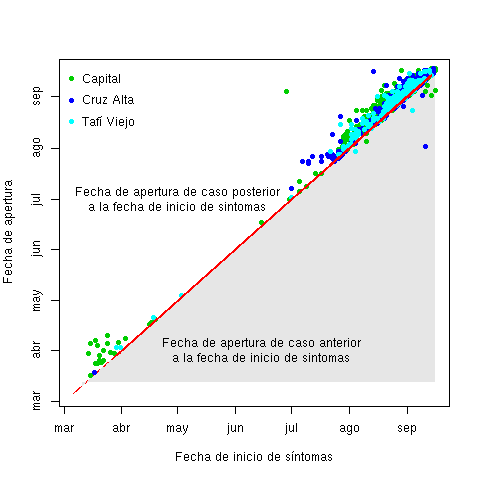 Capital
Cruz Alta
Tafí Viejo
Fecha de apertura de caso posterior
a la fecha de inicio de sintomas
Fecha de apertura de caso anterior
a la fecha de inicio de sintomas
Fecha de apertura
sep
ago
jul
jun
may
abr
mar
mar abr may jun jul ago sep
Fecha de inicio de síntomas